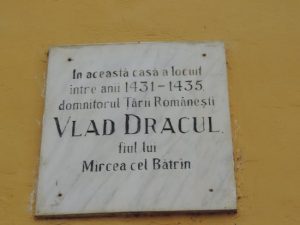 In această casă a locuit
între anii 1431-1435
domnitorul Țării Românești
VLAD DRACUL,
fiul lui
Mircea cel Bătrîn